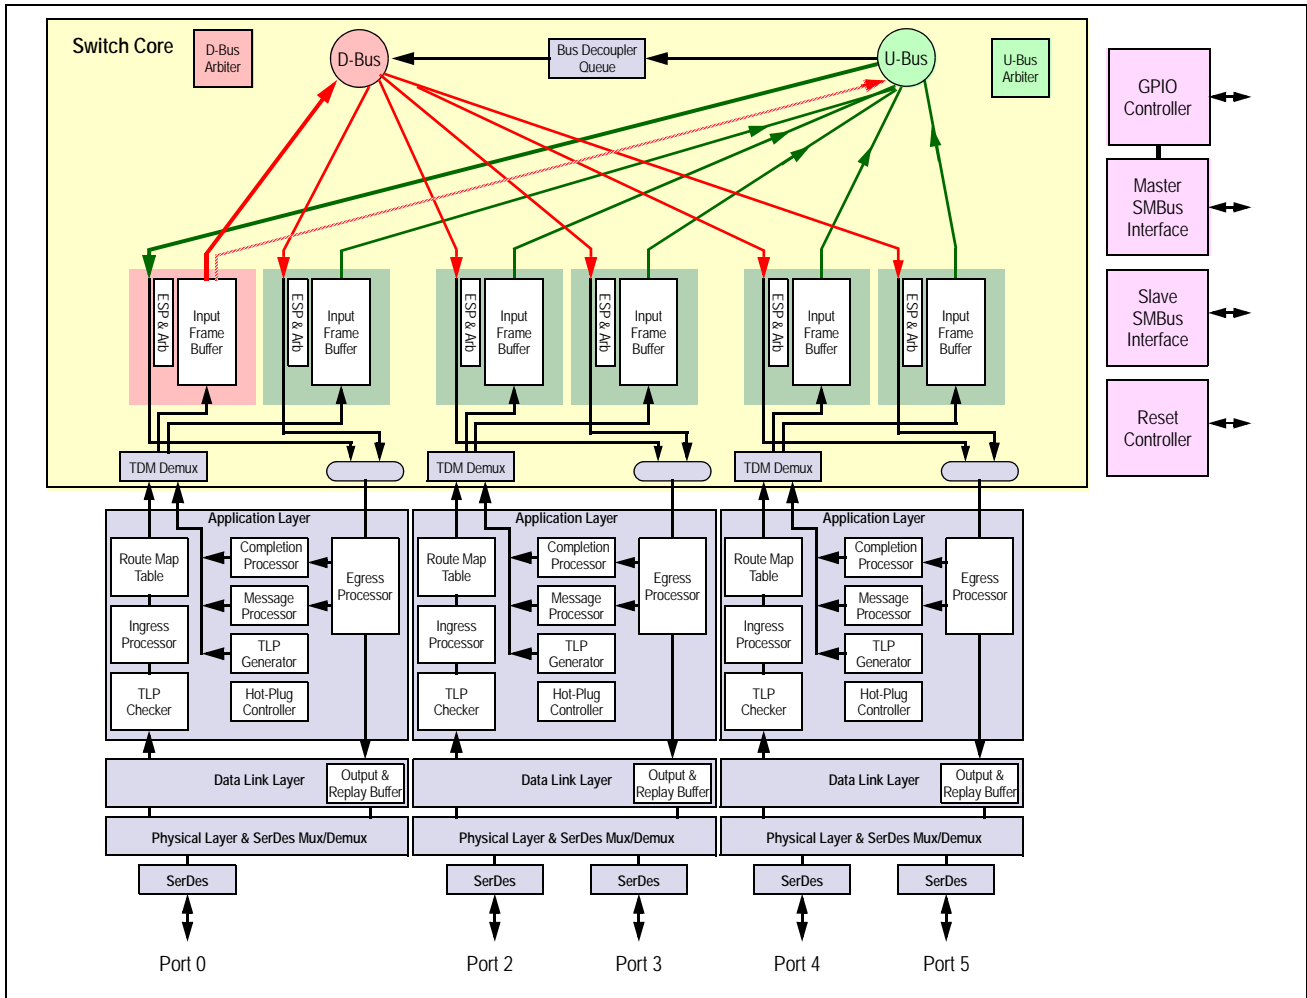 Switch Core
D-Bus
Arbiter
D-Bus
Bus Decoupler
Queue
U-Bus
U-Bus
Arbiter
GPIO
Controller
Master
SMBus
Interface
Slave
SMBus
Interface
Reset
Controller
ESP & Arb
Input
Frame
Buffer
ESP & Arb
Input
Frame
Buffer
ESP & Arb
Input
Frame
Buffer
ESP & Arb
Input
Frame
Buffer
ESP & Arb
Input
Frame
Buffer
ESP & Arb
Input
Frame
Buffer
TDM Demux
TDM Demux
TDM Demux
Application Layer
Route Map
Table
Ingress
Processor
TLP
Checker
Completion
Processor
Message
Processor
TLP
Generator
Hot-Plug
Controller
Egress
Processor
Application Layer
Route Map
Table
Ingress
Processor
TLP
Checker
Completion
Processor
Message
Processor
TLP
Generator
Hot-Plug
Controller
Egress
Processor
Application Layer
Route Map
Table
Ingress
Processor
TLP
Checker
Completion
Processor
Message
Processor
TLP
Generator
Hot-Plug
Controller
Egress
Processor
Data Link Layer
Output &
Replay Buffer
Data Link Layer
Output &
Replay Buffer
Data Link Layer
Output &
Replay Buffer
Physical Layer & SerDes Mux/Demux
Physical Layer & SerDes Mux/Demux
Physical Layer & SerDes Mux/Demux
SerDes
SerDes
SerDes
SerDes
SerDes
Port 0
Port 2
Port 3
Port 4
Port 5